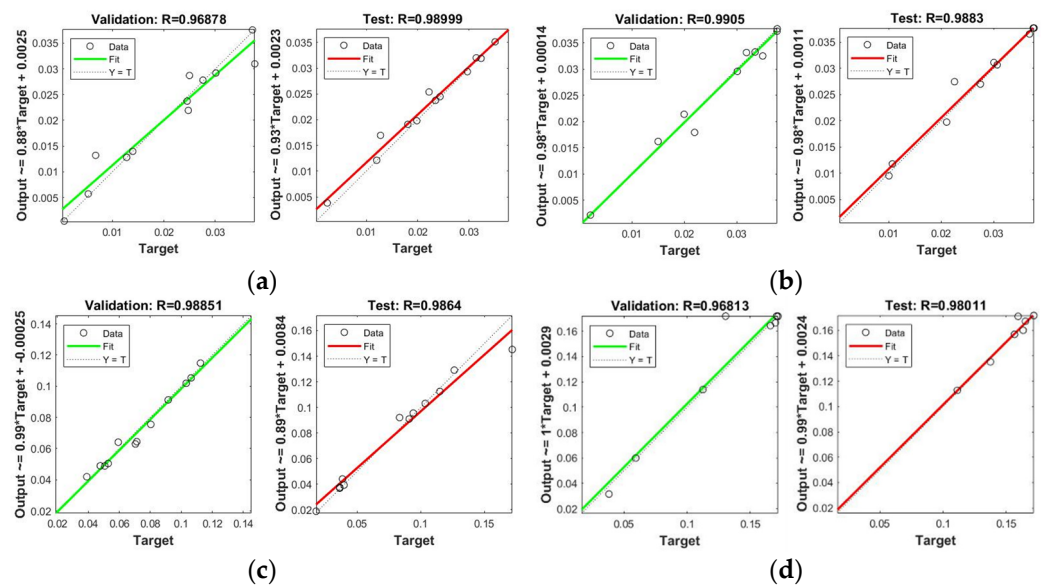 Validation: R=0.96878
Output ~= 0.88*Target + 0.0025
0.035
0.03
0.025
0.02
0.015
0.01
0.005
Data
Fit
Y = T
0.01
0.02
0.03
Target
Test: R=0.98999
Output ~= 0.93*Target + 0.0023
0.035
0.03
0.025
0.02
0.015
0.01
0.005
Data
Fit
Y = T
0.01
0.02
0.03
Target
(a)
Validation: R=0.9905
Output ~= 0.98*Target + 0.00014
0.035
0.03
0.025
0.02
0.015
0.01
0.005
Data
Fit
Y = T
0.01
0.02
0.03
Target
Test: R=0.9883
Output ~= 0.98*Target + 0.0011
0.035
0.03
0.025
0.02
0.015
0.01
0.005
Data
Fit
Y = T
0.01
0.02
0.03
Target
(b)
Validation: R=0.98851
Output ~= 0.99*Target + -0.00025
0.14
0.12
0.1
0.08
0.06
0.04
0.02
Data
Fit
Y = T
0.02
0.04
0.06
0.08
0.1
0.12
0.14
Target
Test: R=0.9864
Output ~= 0.89*Target + 0.0084
0.16
0.14
0.12
0.1
0.08
0.06
0.04
0.02
Data
Fit
Y = T
0.05
0.1
0.15
Target
(c)
Validation: R=0.96813
Output ~= 1*Target + 0.0029
0.16
0.14
0.12
0.1
0.08
0.06
0.04
0.02
Data
Fit
Y = T
0.05
0.1
0.15
Target
Test: R=0.98011
Output ~= 0.99*Target + 0.0024
0.16
0.14
0.12
0.1
0.08
0.06
0.04
0.02
Data
Fit
Y = T
0.05
0.1
0.15
Target
(d)